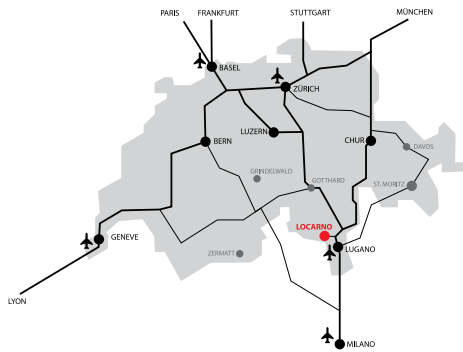 PARIS
FRANKFURT
STUTTGART
MÜNCHEN
BASEL
ZÜRICH
LUZERN
BERN
CHUR
DAVOS
GRINDELWALD
GOTTHARD
ST. MORITZ
LOCARNO
GENEVE
LUGANO
ZERMATT
LYON
MILANO